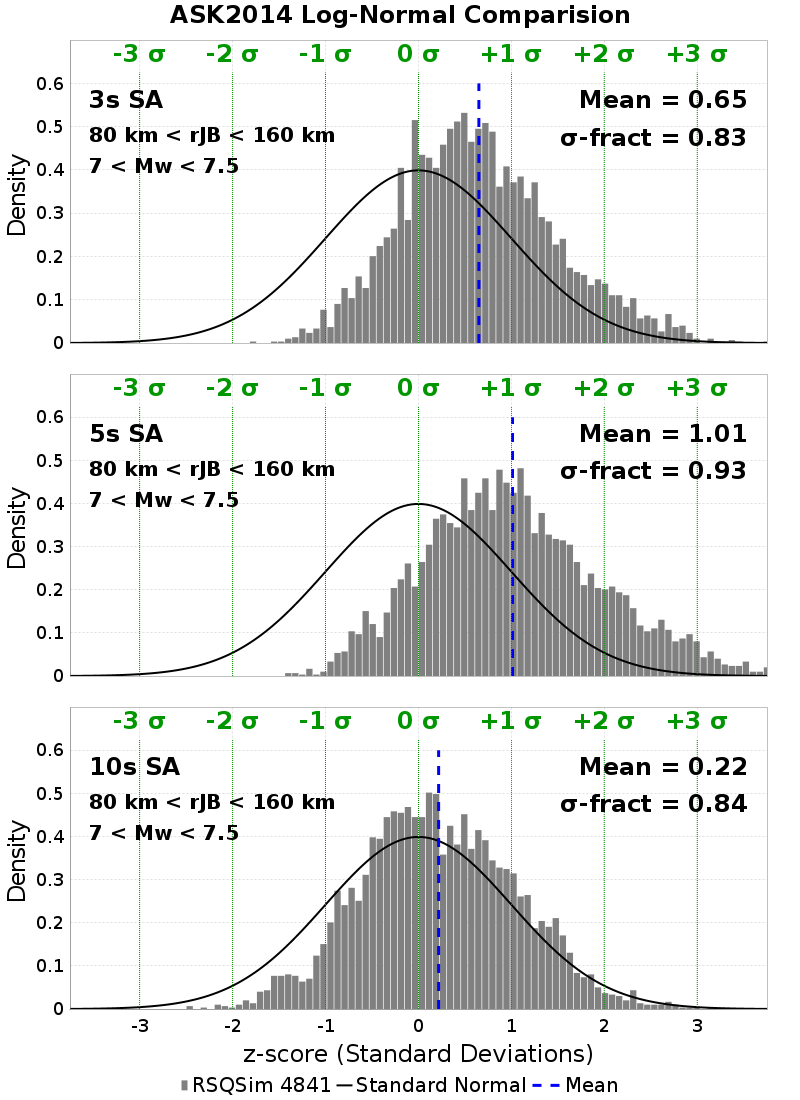 ASK2014 Log-Normal Comparision
-3 σ -2 σ -1 σ 0 σ +1 σ +2 σ +3 σ
0.6
3s SA Mean = 0.65
0.5
80 km < rJB < 160 km σ-fract = 0.83
0.4
7 < Mw < 7.5
0.3
0.2
0.1
0
Density
-3 σ -2 σ -1 σ 0 σ +1 σ +2 σ +3 σ
0.6
5s SA Mean = 1.01
0.5
80 km < rJB < 160 km σ-fract = 0.93
0.4
7 < Mw < 7.5
0.3
0.2
0.1
0
Density
-3 σ -2 σ -1 σ 0 σ +1 σ +2 σ +3 σ
0.6
10s SA Mean = 0.22
0.5
80 km < rJB < 160 km σ-fract = 0.84
0.4
7 < Mw < 7.5
0.3
0.2
0.1
0
Density
-3 -2 -1 0 1 2 3
z-score (Standard Deviations)
RSQSim 4841 Standard Normal Mean